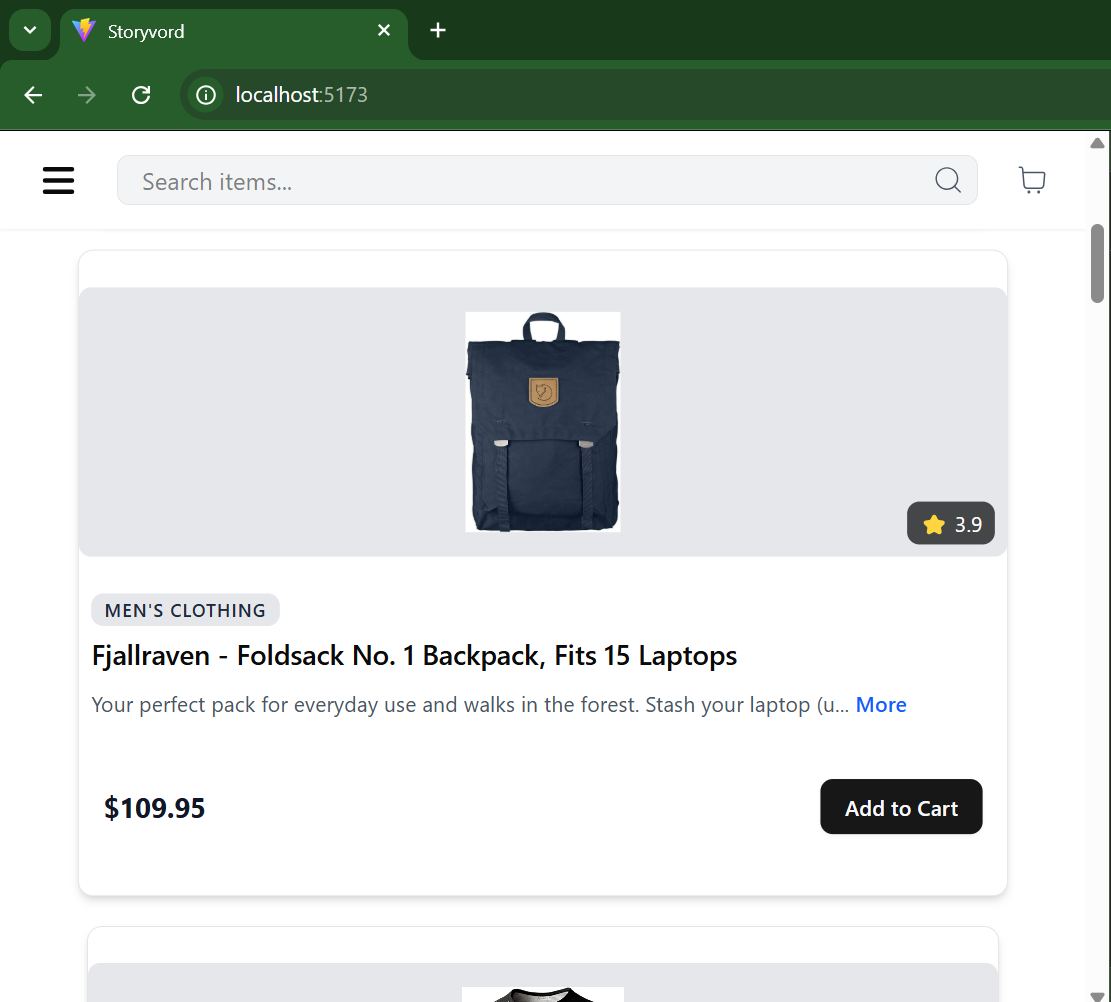 Storyvord
localhost:5173
Search items...
3.9
MEN'S CLOTHING
Fjallraven - Foldsack No. 1 Backpack, Fits 15 Laptops
Your perfect pack for everyday use and walks in the forest. Stash your laptop (u... More
$109.95
Add to Cart